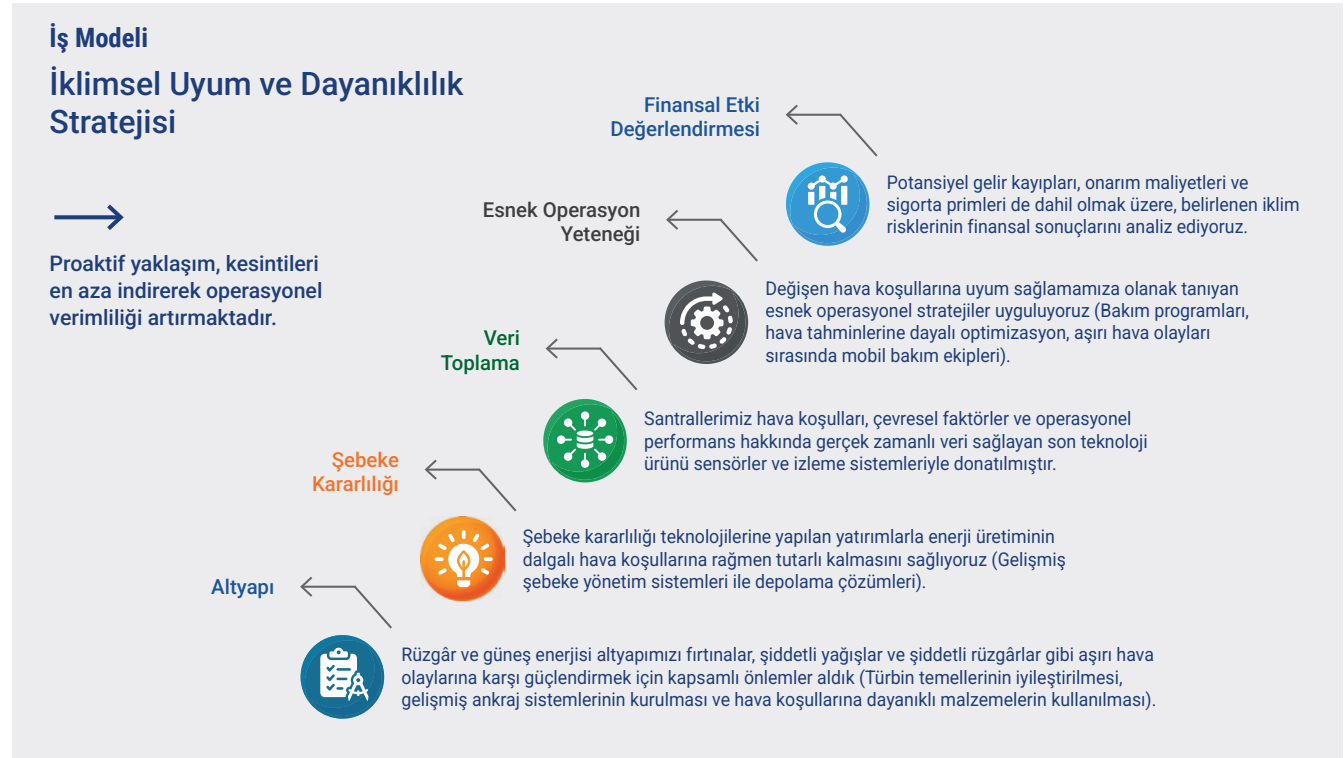 İş Modeli
İklimsel Uyum ve Dayanıklılık
Stratejisi
Proaktif yaklaşım, kesintileri
en aza indirerek operasyonel
verimliliği artırmaktadır.
Finansal Etki
Değerlendirmesi
Potansiyel gelir kayıpları, onarım maliyetleri ve
sigorta primleri de dahil olmak üzere, belirlenen iklim
risklerinin finansal sonuçlarını analiz ediyoruz.
Esnek Operasyon
Yeteneği
Değişen hava koşullarına uyum sağlamamıza olanak tanıyan
esnek operasyonel stratejiler uyguluyoruz (Bakım programları,
hava tahminlerine dayalı optimizasyon, aşırı hava olayları
sırasında mobil bakım ekipleri).
Veri
Toplama
Santrallerimiz hava koşulları, çevresel faktörler ve operasyonel
performans hakkında gerçek zamanlı veri sağlayan son teknoloji
ürünü sensörler ve izleme sistemleriyle donatılmıştır.
Şebeke
Kararlılığı
Şebeke kararlılığı teknolojilerine yapılan yatırımlarla enerji üretiminin
dalgalı hava koşullarına rağmen tutarlı kalmasını sağlıyoruz (Gelişmiş
şebeke yönetim sistemleri ile depolama çözümleri).
Altyapı
Rüzgâr ve güneş enerjisi altyapımızı fırtınalar, şiddetli yağışlar ve şiddetli rüzgârlar gibi aşırı hava
olaylarına karşı güçlendirmek için kapsamlı önlemler aldık (Türbin temellerinin iyileştirilmesi,
gelişmiş ankraj sistemlerinin kurulması ve hava koşullarına dayanıklı malzemelerin kullanılması).